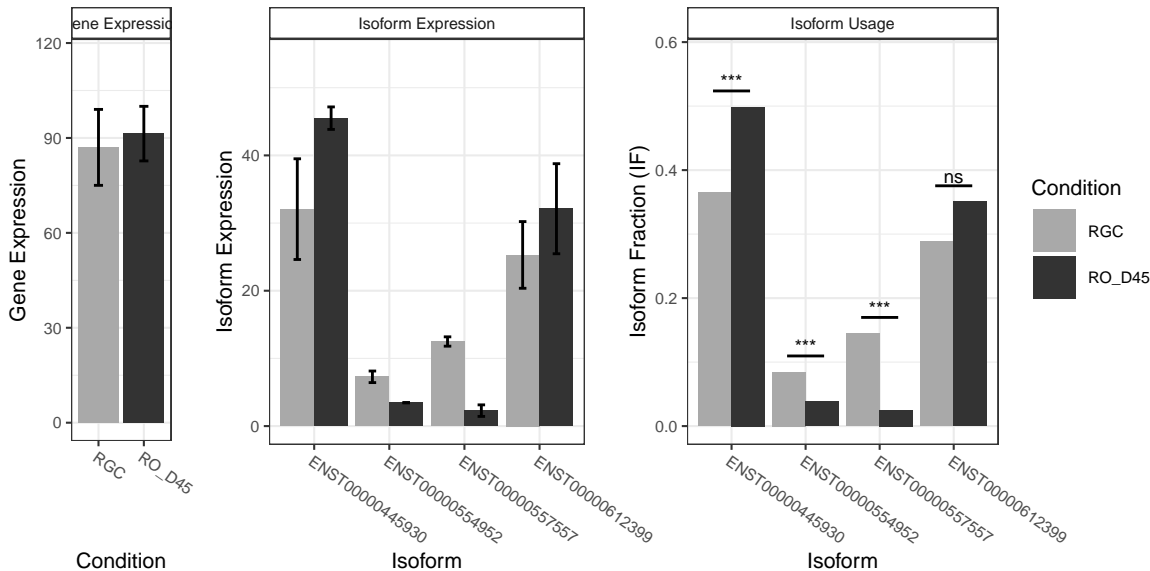 ene Expressio
Isoform Expression
Isoform Usage
Gene Expression
120
90
60
30
0
RGC
RO_D45
Condition
Isoform Expression
40
20
0
ENST00000445930
ENST00000554952
ENST00000557557
ENST00000612399
Isoform
Isoform Fraction (IF)
0.6
0.4
0.2
0.0
***
***
***
ns
ENST00000445930
ENST00000554952
ENST00000557557
ENST00000612399
Isoform
Condition
RGC
RO_D45